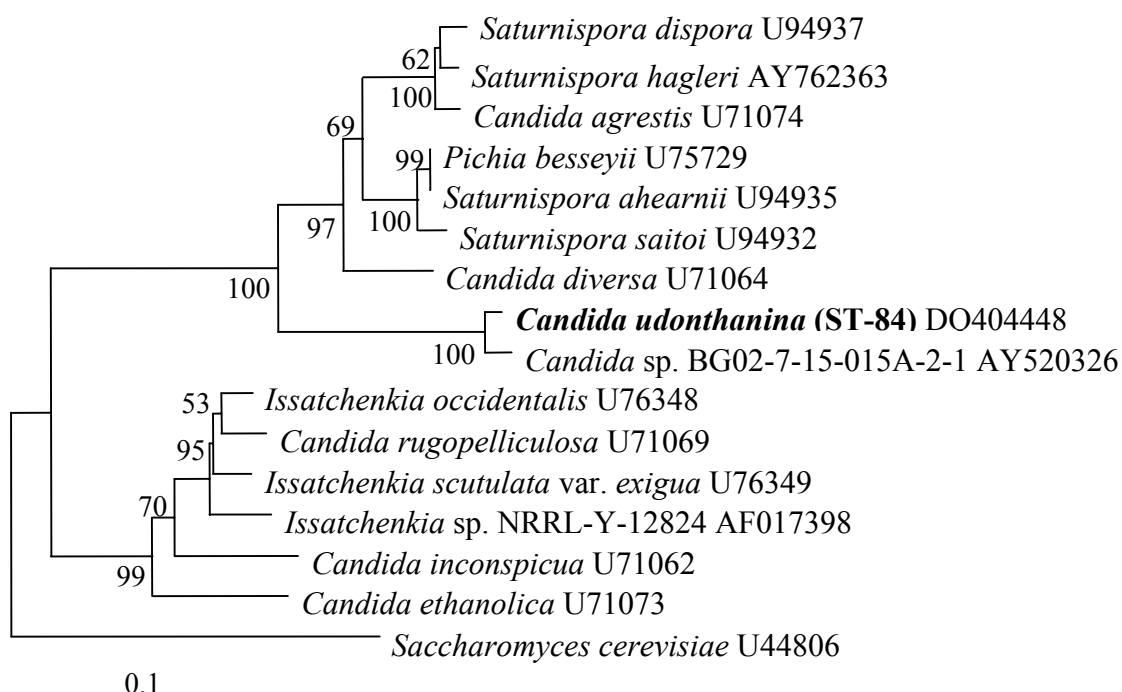 Saturnispora dispora U94937
62
Saturnispora hagleri AY762363
100
Candida agrestis U71074
69
Pichia besseyii U75729
99
Saturnispora ahearnii U94935
100
Saturnispora saitoi U94932
97
Candida diversa U71064
100
Candida udonthanina (ST-84) DQ404448
100
Candida sp. BG02-7-15-015A-2-1 AY520326
Issatchenkia occidentalis U76348
53
Candida rugopelliculosa U71069
95
Issatchenkia scutulata var. exigua U76349
70
Issatchenkia sp. NRRL-Y-12824 AF017398
Candida inconspicua U71062
99
Candida ethanolica U71073
Saccharomyces cerevisiae U44806
0.1